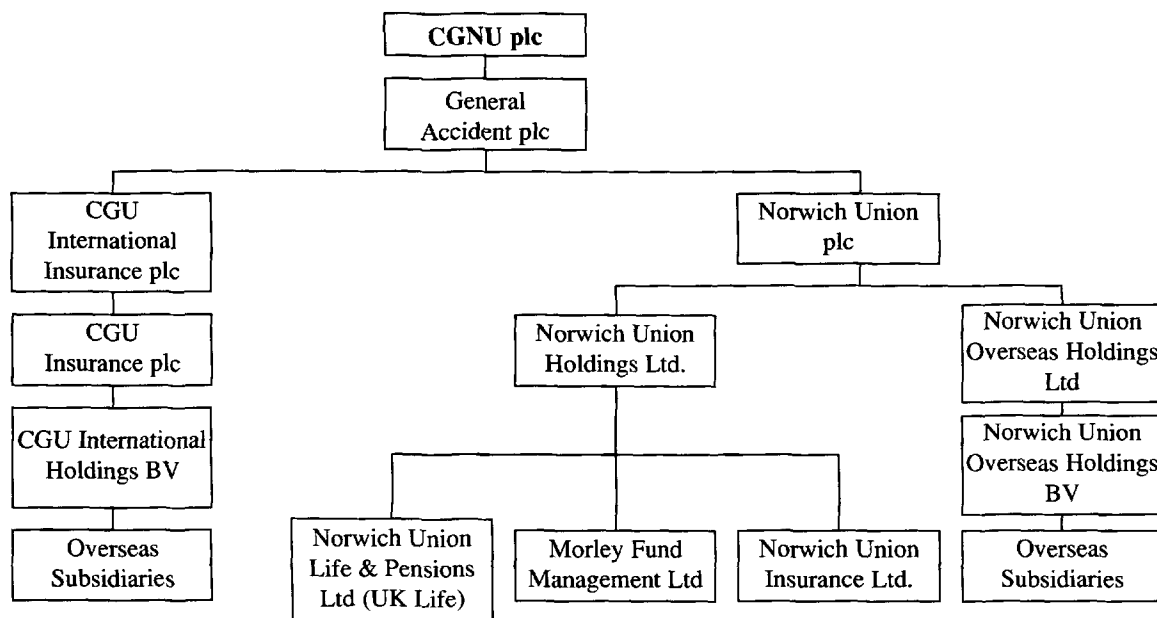 CGNU plc
General
Accident plc
CGU
International
Insurance plc
Norwich Union
plc
CGU
Insurance plc
Norwich Union
Holdings Ltd.
Norwich Union
Overseas Holdings
Ltd
CGU International
Holdings BV
Norwich Union
Overseas Holdings
BV
Overseas
Subsidiaries
Norwich Union
Life & Pensions
Ltd (UK Life)
Morley Fund
Management Ltd
Norwich Union
Insurance Ltd.
Overseas
Subsidiaries